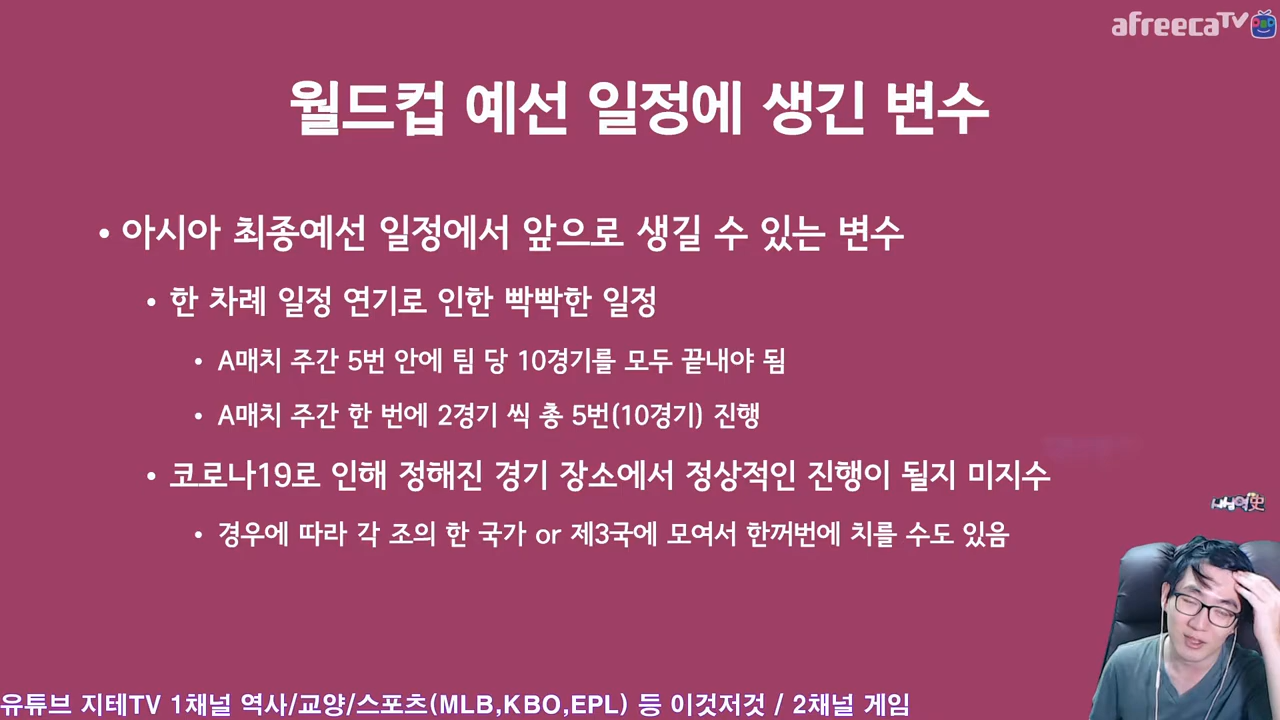 afreecaTV
월드컵 예선 일정에 생긴 변수
• 아시아 최종예선 일정에서 앞으로 생길 수 있는 변수
• 한 차례 일정 연기로 인한 빡빡한 일정
• A매치 주간 5번 안에 팀 당 10경기를 모두 끝내야 됨
• A매치 주간 한 번에 2경기 씩 총 5번(10경기) 진행
• 코로나19로 인해 정해진 경기 장소에서 정상적인 진행이 될지 미지수
• 경우에 따라 각 조의 한 국가 or 제3국에 모여서 한꺼번에 치를 수도 있음
유튜브 지테TV 1채널 역사/교양/스포츠(MLB,KBO,EPL) 등 이것저것 / 2채널 게임